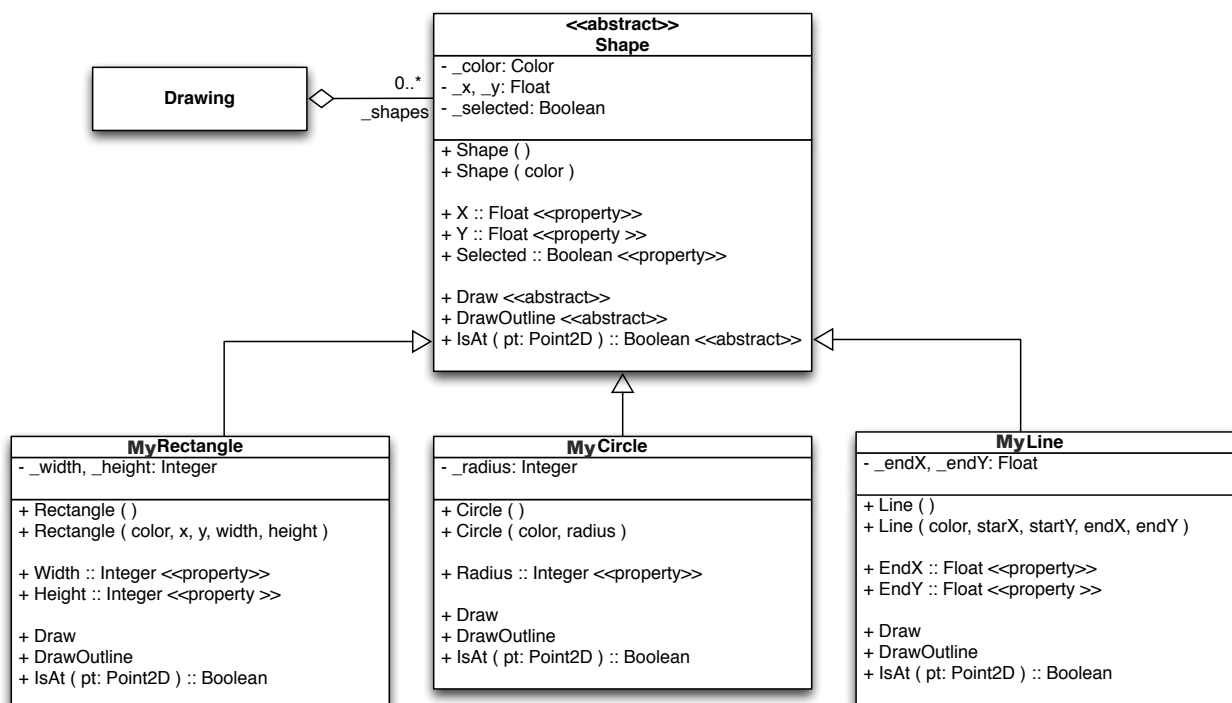 <<abstract>>
Shape
- _color: Color
- _x, _y: Float
- _selected: Boolean
+ Shape ( )
+ Shape ( color )
+ X :: Float <<property>>
+ Y :: Float <<property >>
+ Selected :: Boolean <<property>>
+ Draw <<abstract>>
+ DrawOutline <<abstract>>
+ IsAt ( pt: Point2D ) :: Boolean <<abstract>>
Drawing
0..*
_shapes
MyRectangle
- _width, _height: Integer
+ Rectangle ( )
+ Rectangle ( color, x, y, width, height )
+ Width :: Integer <<property>>
+ Height :: Integer <<property >>
+ Draw
+ DrawOutline
+ IsAt ( pt: Point2D ) :: Boolean
MyCircle
- _radius: Integer
+ Circle ( )
+ Circle ( color, radius )
+ Radius :: Integer <<property>>
+ Draw
+ DrawOutline
+ IsAt ( pt: Point2D ) :: Boolean
MyLine
- _endX, _endY: Float
+ Line ( )
+ Line ( color, starX, startY, endX, endY )
+ EndX :: Float <<property>>
+ EndY :: Float <<property >>
+ Draw
+ DrawOutline
+ IsAt ( pt: Point2D ) :: Boolean